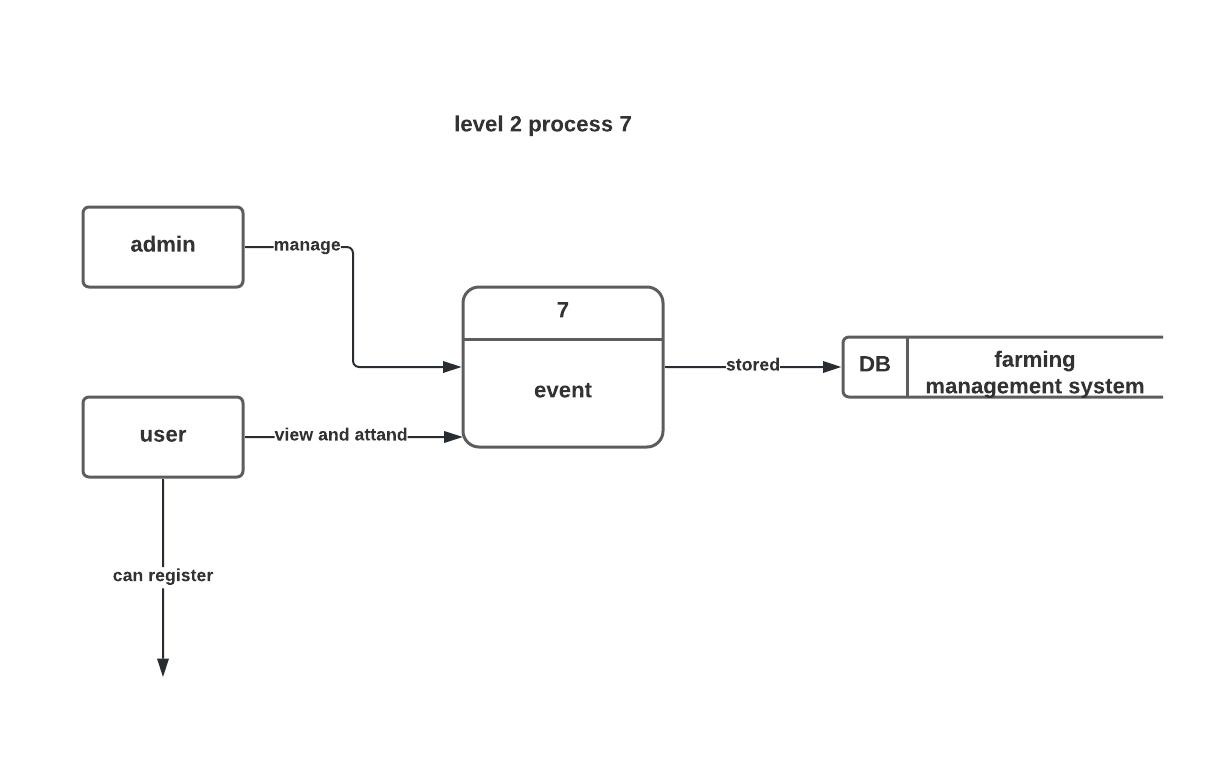 level 2 process 7
admin
manage
7
event
stored
DB
farming
management system
user
view and attand
can register